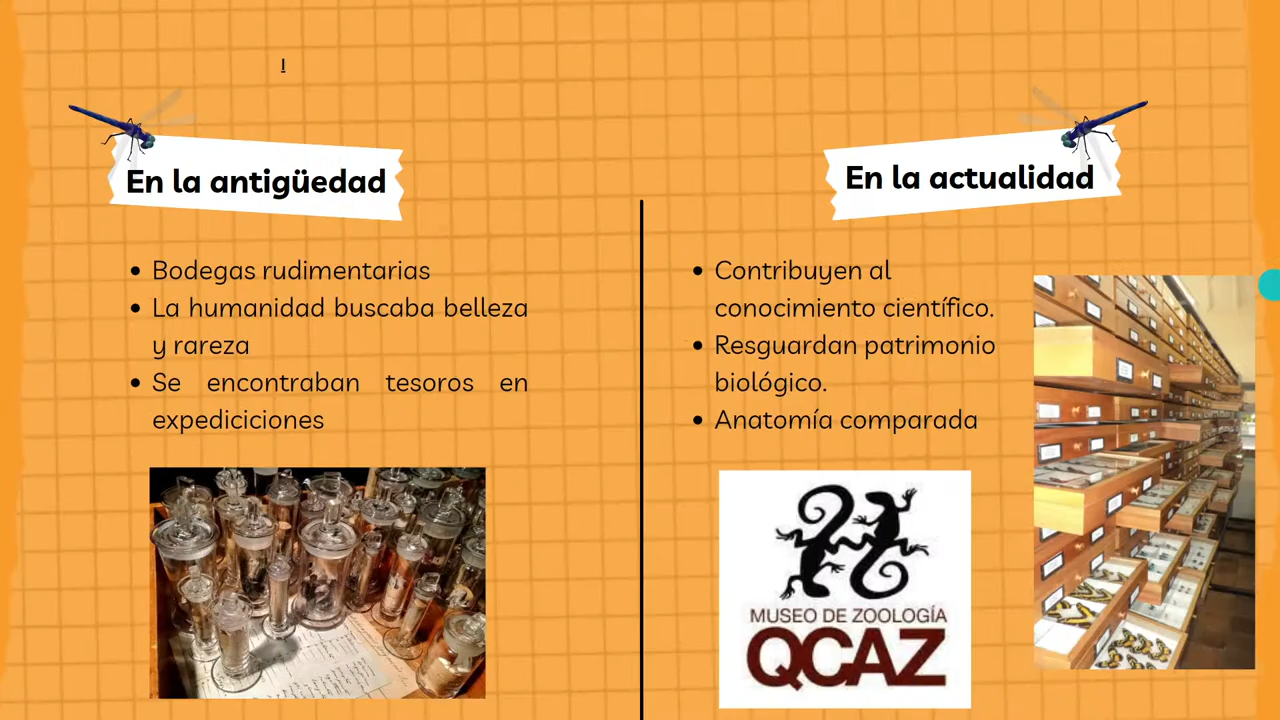 I
En la antigüedad
Bodegas rudimentarias
La humanidad buscaba belleza
y rareza
Se encontraban tesoros en
expediciciones
En la actualidad
Contribuyen al
conocimiento científico.
Resguardan patrimonio
biológico.
Anatomía comparada
MUSEO DE ZOOLOGÍA
QCAZ